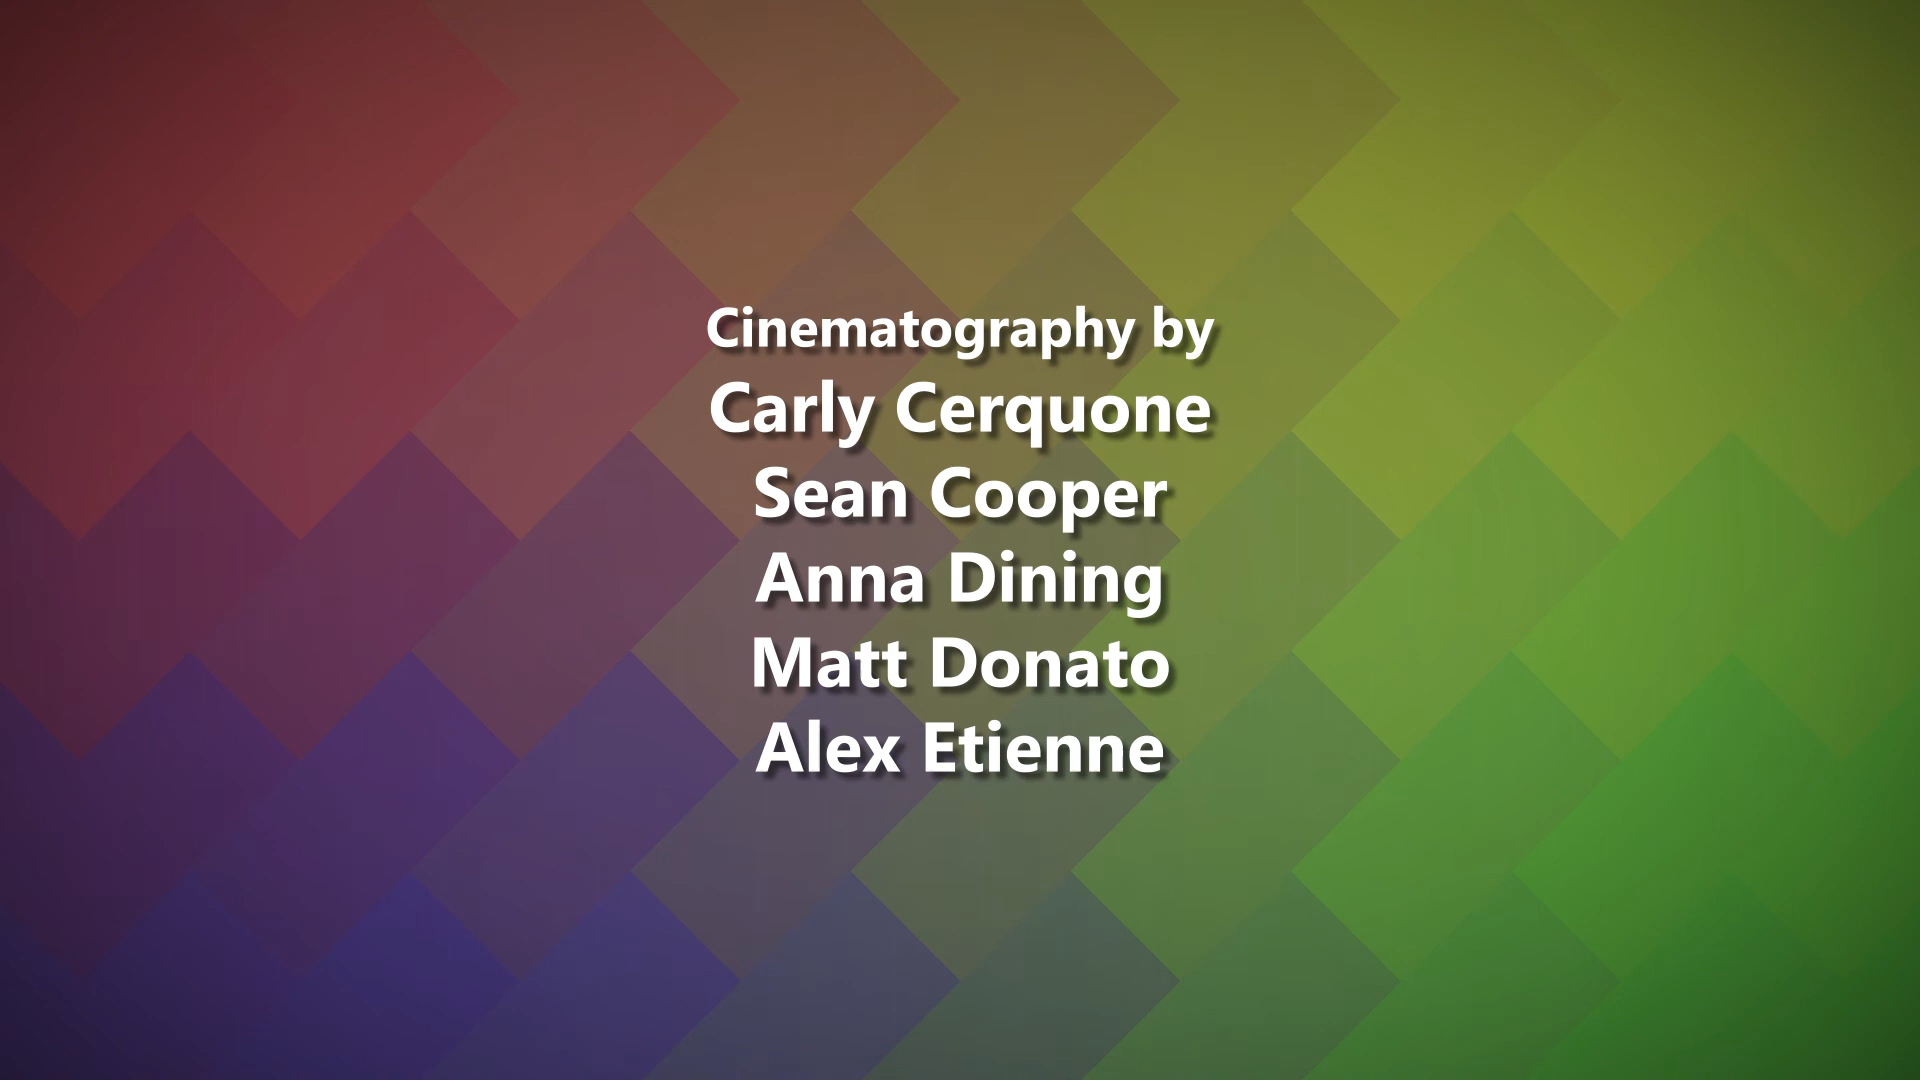 Cinematography by
Carly Cerquone
Sean Cooper
Anna Dining
Matt Donato
Alex Etienne